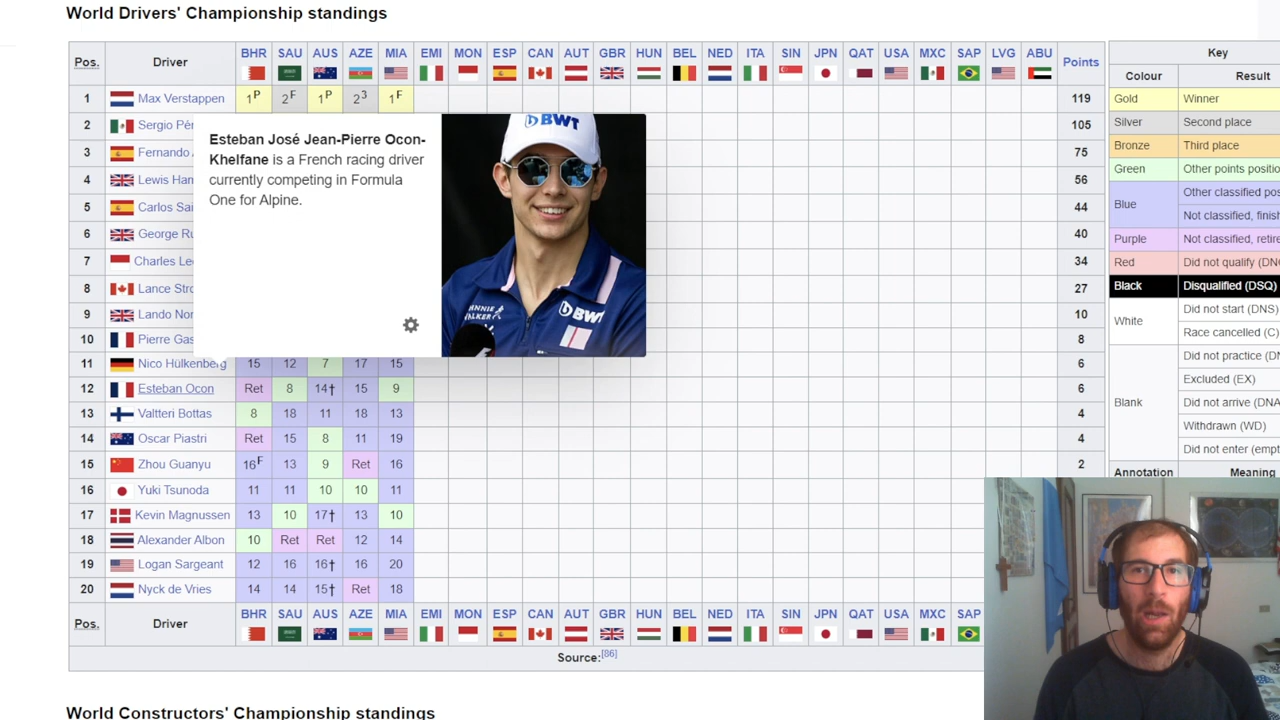 World Drivers' Championship standings
Pos. Driver BHR SAU AUS AZE MIA EMI MON ESP CAN AUT GBR HUN BEL NED ITA SIN JPN QAT USA MXC SAP LVG ABU Points
1 Max Verstappen 1P 2F 1P 23 1F 119
2 Sergio Pér 105
3 Fernando 75
4 Lewis Ham 56
5 Carlos Sai 44
6 George Ru 40
7 Charles Le 34
8 Lance Stro 27
9 Lando Nor 10
10 Pierre Gas 8
11 Nico Hülkenberg 15 12 7 17 15 6
12 Esteban Ocon Ret 8 14† 15 9 6
13 Valtteri Bottas 8 18 11 18 13 4
14 Oscar Piastri Ret 15 8 11 19 4
15 Zhou Guanyu 16F 13 9 Ret 16 2
16 Yuki Tsunoda 11 11 10 10 11
17 Kevin Magnussen 13 10 17† 13 10
18 Alexander Albon 10 Ret Ret 12 14
19 Logan Sargeant 12 16 16† 16 20
20 Nyck de Vries 14 14 15† Ret 18
Pos. Driver BHR SAU AUS AZE MIA EMI MON ESP CAN AUT GBR HUN BEL NED ITA SIN JPN QAT USA MXC SAP
Source:[86]
Esteban José Jean-Pierre Ocon-
Khelfane is a French racing driver
currently competing in Formula
One for Alpine.
BWT
JOHNNIE
WALKER
BWT
Key
Colour Result
Gold Winner
Silver Second place
Bronze Third place
Green Other points positio
Blue Other classified pos
Not classified, finish
Purple Not classified, retire
Red Did not qualify (DNQ
Black Disqualified (DSQ)
White Did not start (DNS)
Race cancelled (C)
Blank Did not practice (DN
Excluded (EX)
Did not arrive (DNA
Withdrawn (WD)
Did not enter (empt
Annotation Meaning
World Constructors' Championship standings